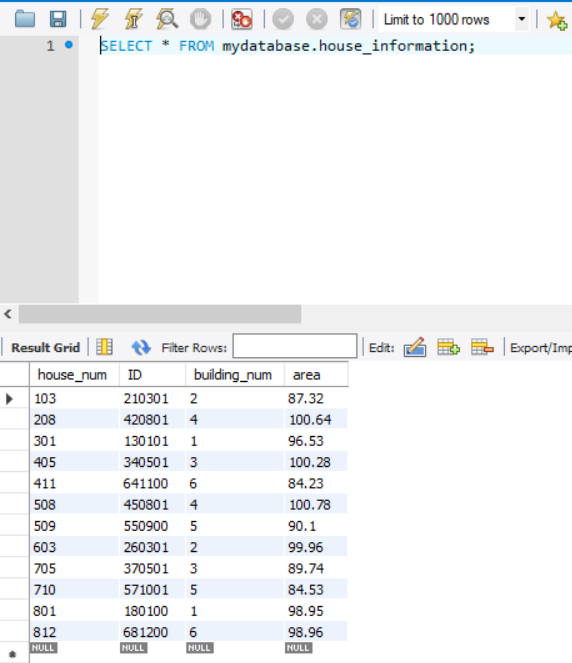 Limit to 1000 rows
1 SELECT * FROM mydatabase.house_information;
Result Grid Filter Rows: Edit: Export/Imp
house_num ID building_num area
103 210301 2 87.32
208 420801 4 100.64
301 130101 1 96.53
405 340501 3 100.28
411 641100 6 84.23
508 450801 4 100.78
509 550900 5 90.1
603 260301 2 99.96
705 370501 3 89.74
710 571001 5 84.53
801 180100 1 98.95
812 681200 6 98.96
NULL NULL NULL NULL